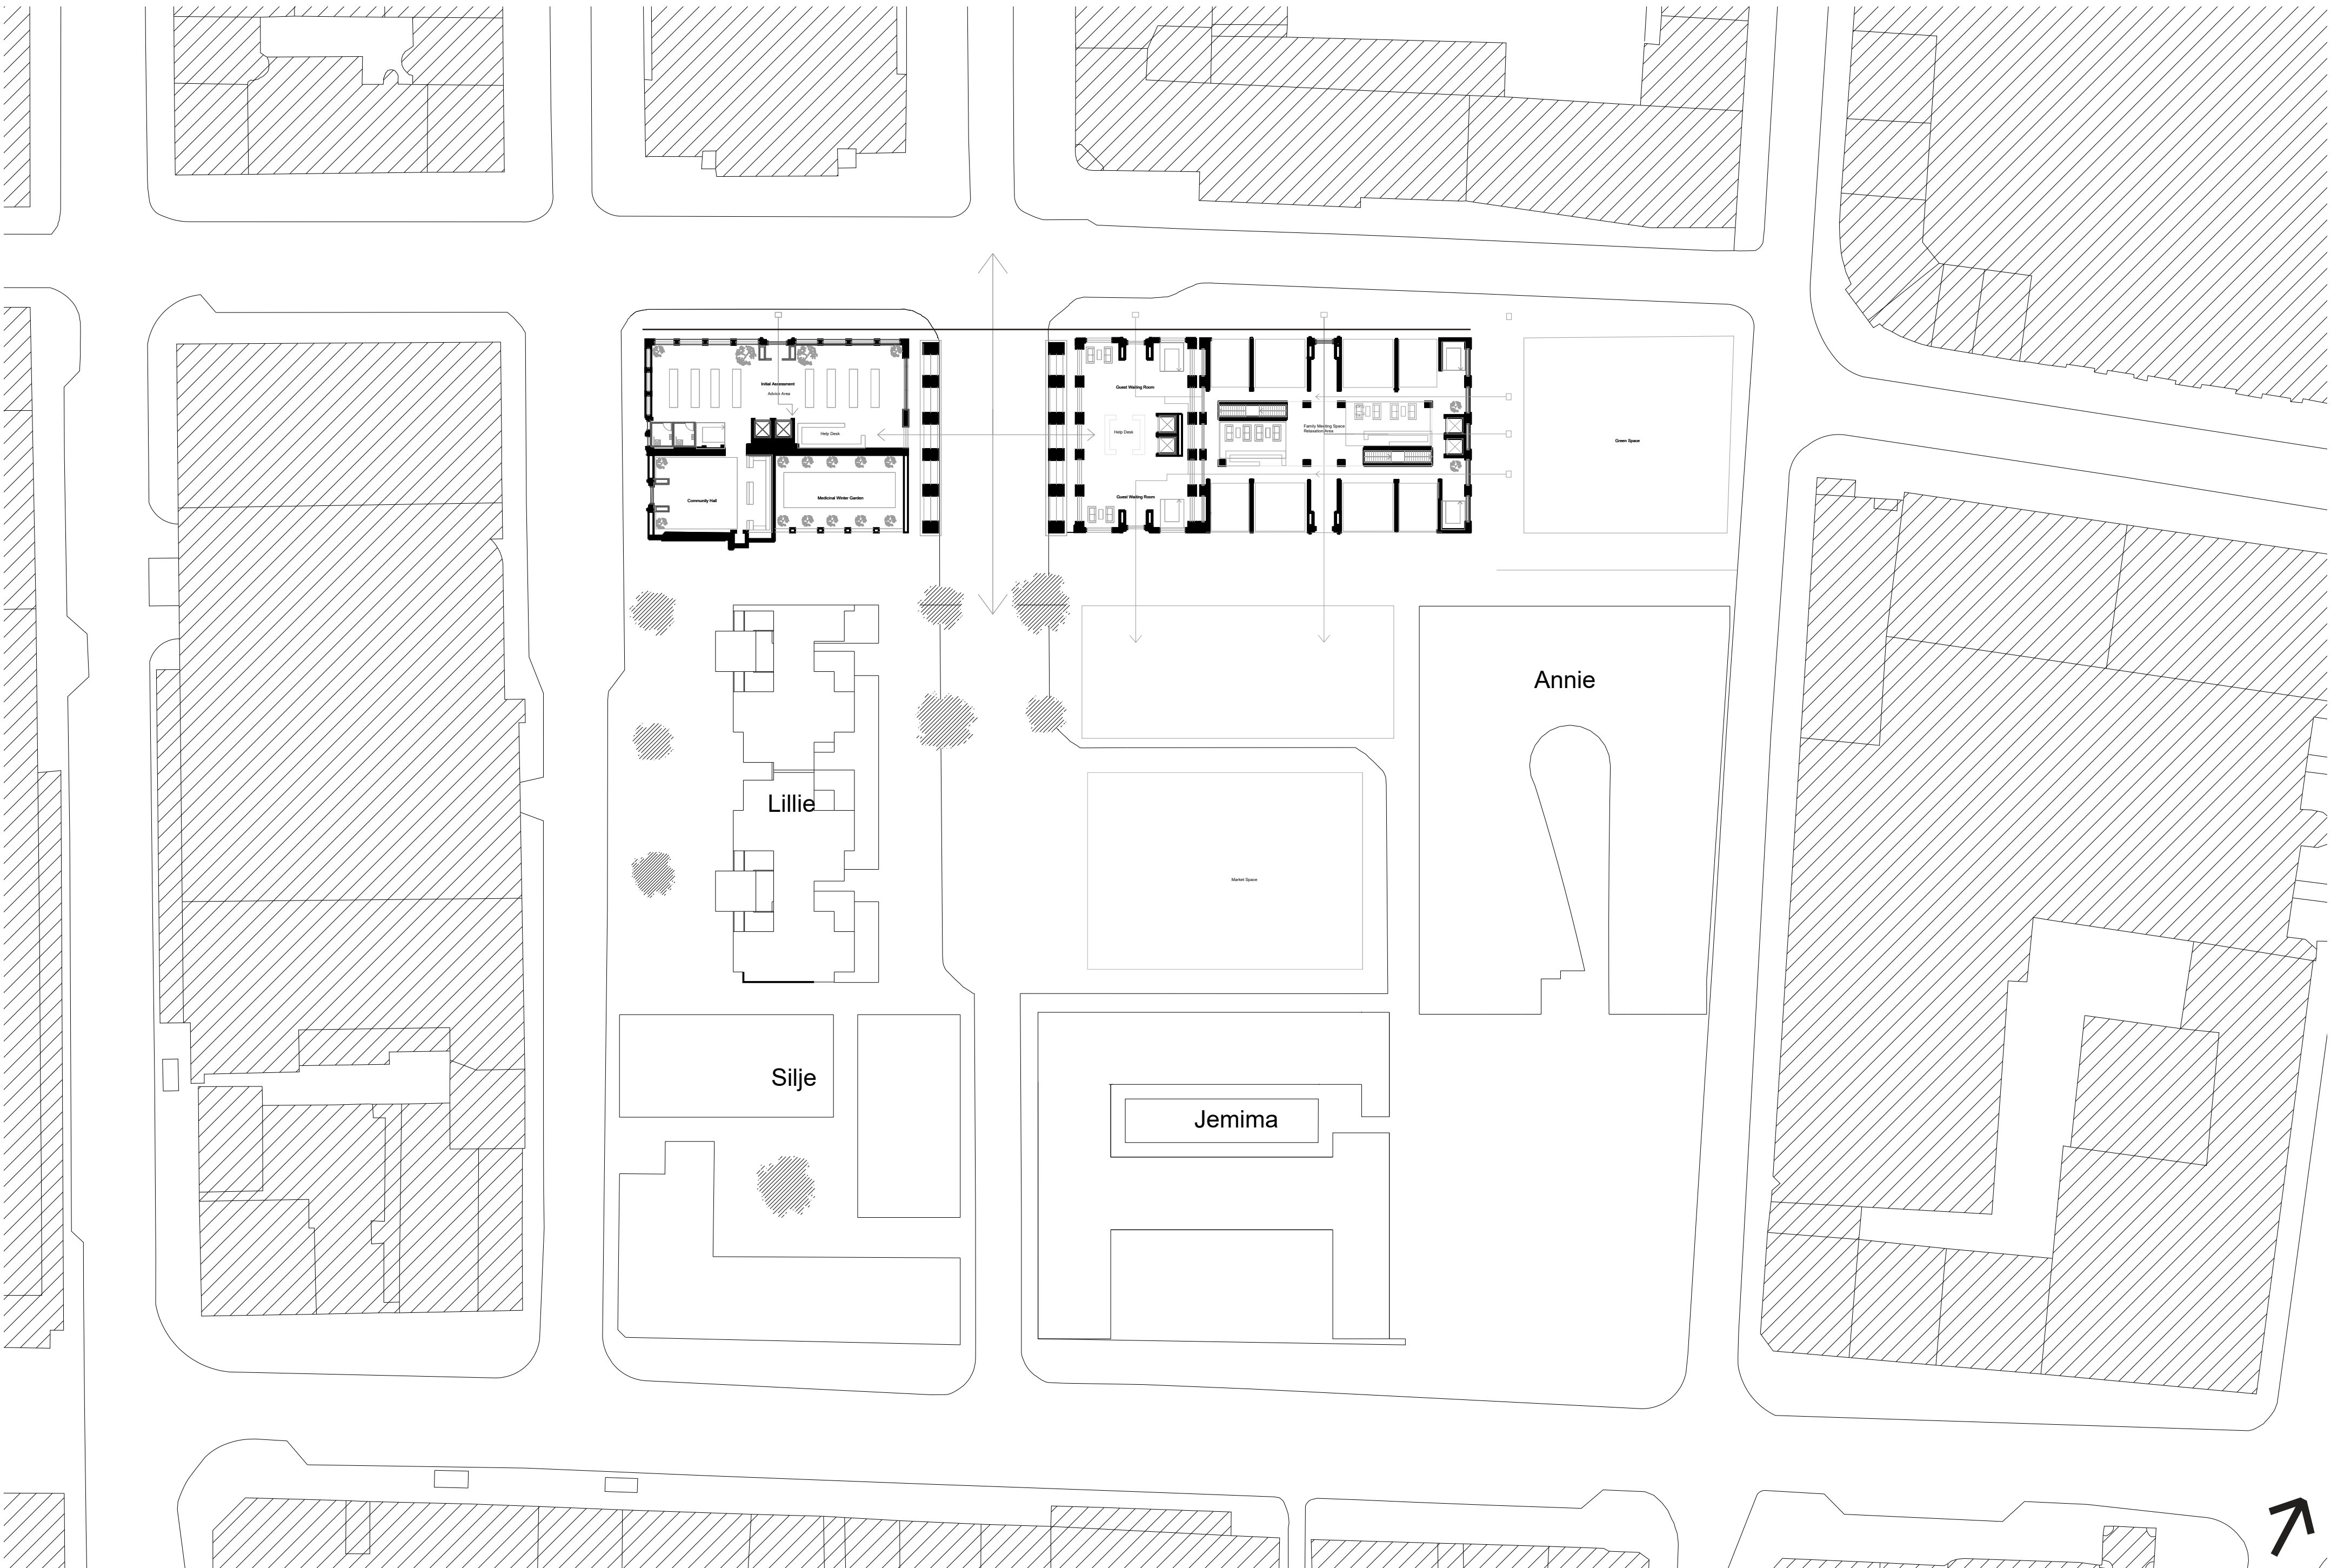 Initial Assessment
Advice Area
Help Desk
Community Hall
Medicinal Winter Garden
Guest Waiting Room
Help Desk
Guest Waiting Room
Family Meeting Space
Relaxation Area
Green Space
Annie
Lillie
Market Space
Silje
Jemima